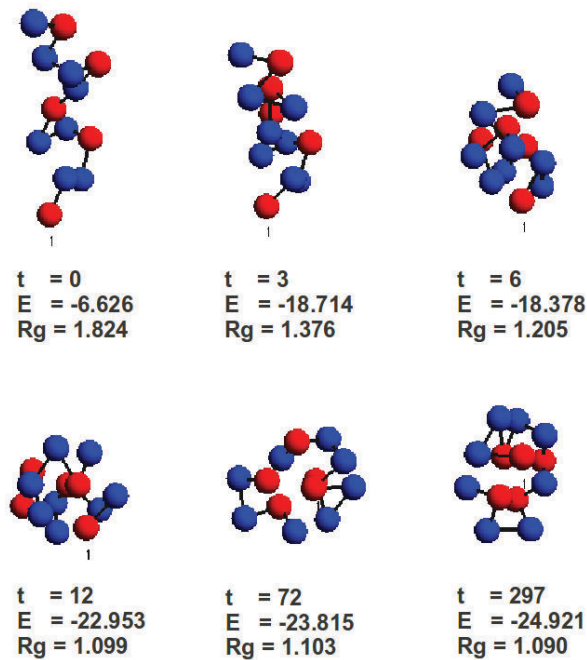 1
1
1
t = 0
E = -6.626
Rg = 1.824
t = 3
E = -18.714
Rg = 1.376
t = 6
E = -18.378
Rg = 1.205
1
t = 12
E = -22.953
Rg = 1.099
t = 72
E = -23.815
Rg = 1.103
t = 297
E = -24.921
Rg = 1.090